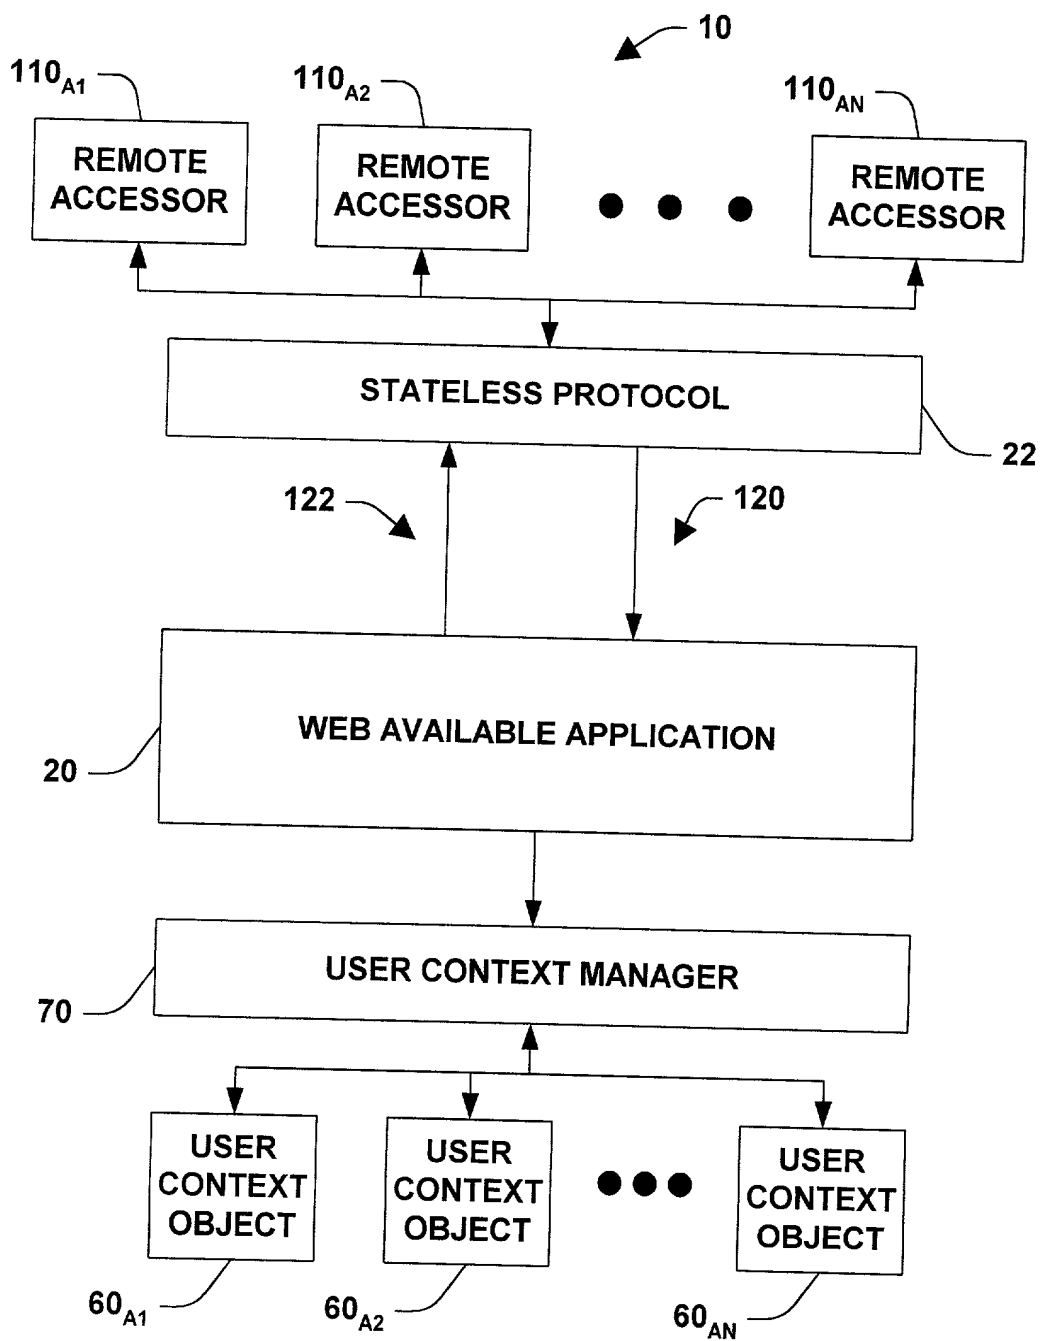 10
110A1
110A2
110AN
REMOTE
ACCESSOR
REMOTE
ACCESSOR
REMOTE
ACCESSOR
STATELESS PROTOCOL
22
122
120
WEB AVAILABLE APPLICATION
20
USER CONTEXT MANAGER
70
USER
CONTEXT
OBJECT
USER
CONTEXT
OBJECT
USER
CONTEXT
OBJECT
60A1
60A2
60AN